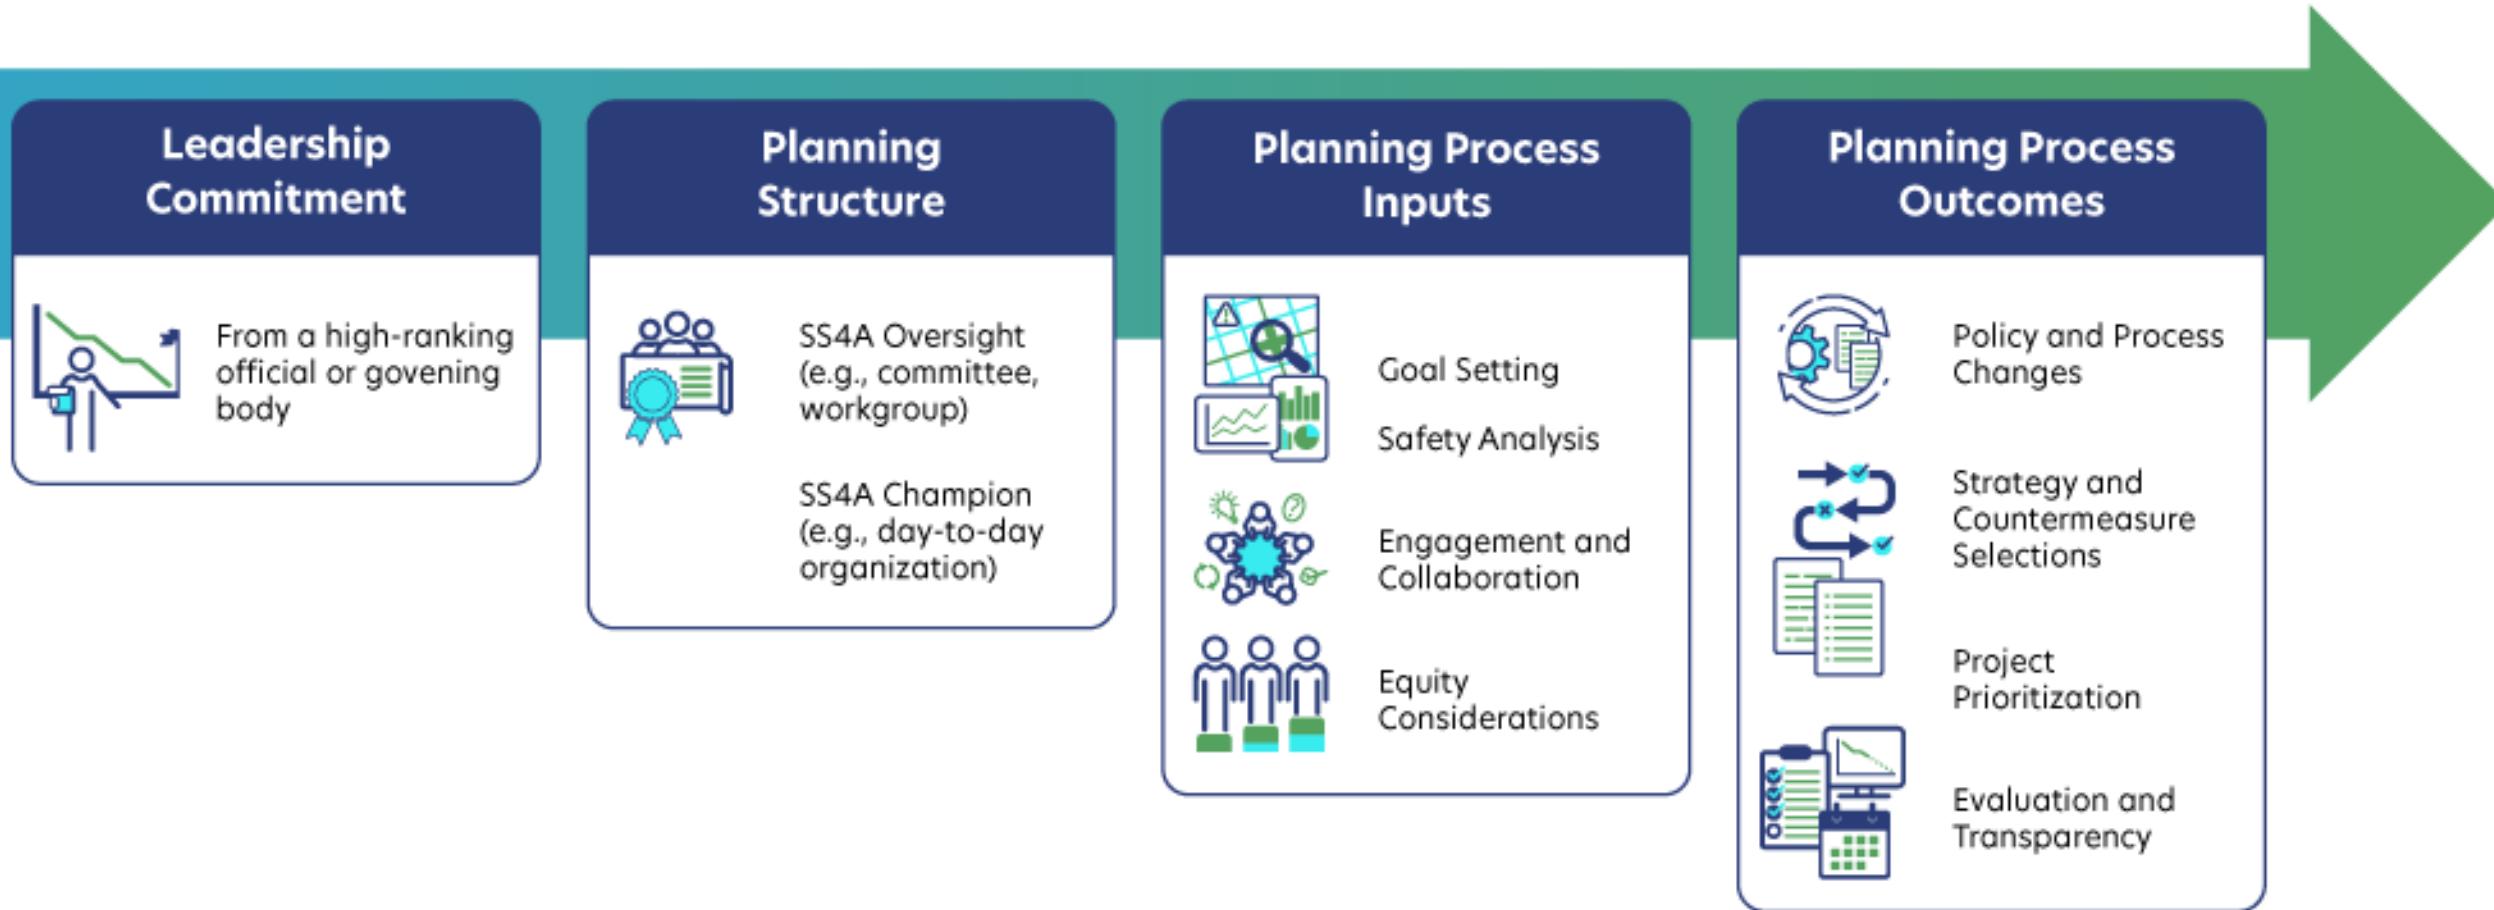 Leadership
Commitment
From a high-ranking
official or govening
body
Planning
Structure
SS4A Oversight
(e.g., committee,
workgroup)
SS4A Champion
(e.g., day-to-day
organization)
Planning Process
Inputs
Goal Setting
Safety Analysis
Engagement and
Collaboration
Equity
Considerations
Planning Process
Outcomes
Policy and Process
Changes
Strategy and
Countermeasure
Selections
Project
Prioritization
Evaluation and
Transparency